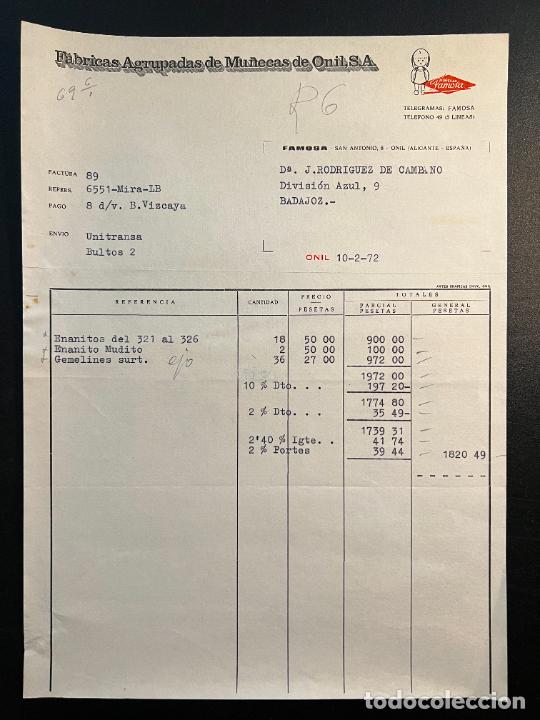 Fábricas Agrupadas de Muñecas de Onil, S.A.
Famosa
69
R 6
TELEGRAMAS: FAMOSA
TELEFONO 49 (5 LINEAS)
FAMOSA - SAN ANTONIO, 8 - ONIL (ALICANTE - ESPAÑA)
FACTURA 89
REFERS. 6551-Mira-LB
PAGO 8 d/v. B.Vizcaya
ENVIO Unitransa
Bultos 2
Dª. J.RODRIGUEZ DE CAMBANO
División Azul, 9
BADAJOZ.-
ONIL 10-2-72
REFERENCIA CANTIDAD PRECIO PESETAS TOTALES
PARCIAL PESETAS GENERAL PESETAS
Enanitos del 321 al 326 18 50 00 900 00
Enanito Mudito 2 50 00 100 00
Gemelines surt. 36 27 00 972 00
1972 00
10 % Dto. . . 197 20-
1774 80
2 % Dto. . . 35 49-
1739 31
2'40 % Igte. . 41 74
2 % Portes 39 44 1820 49
todocoleccion.net